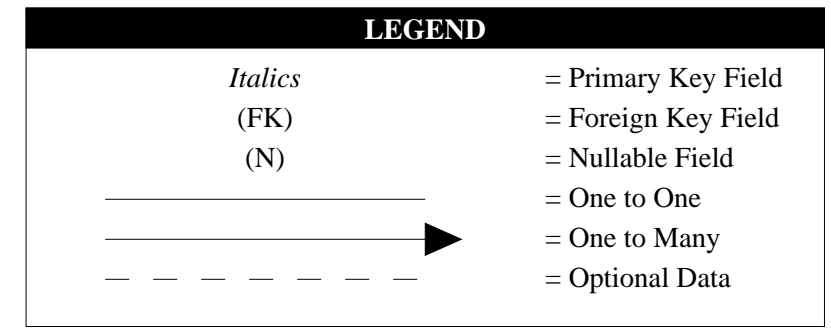 LEGEND
Italics = Primary Key Field
(FK) = Foreign Key Field
(N) = Nullable Field
= One to One
= One to Many
= Optional Data